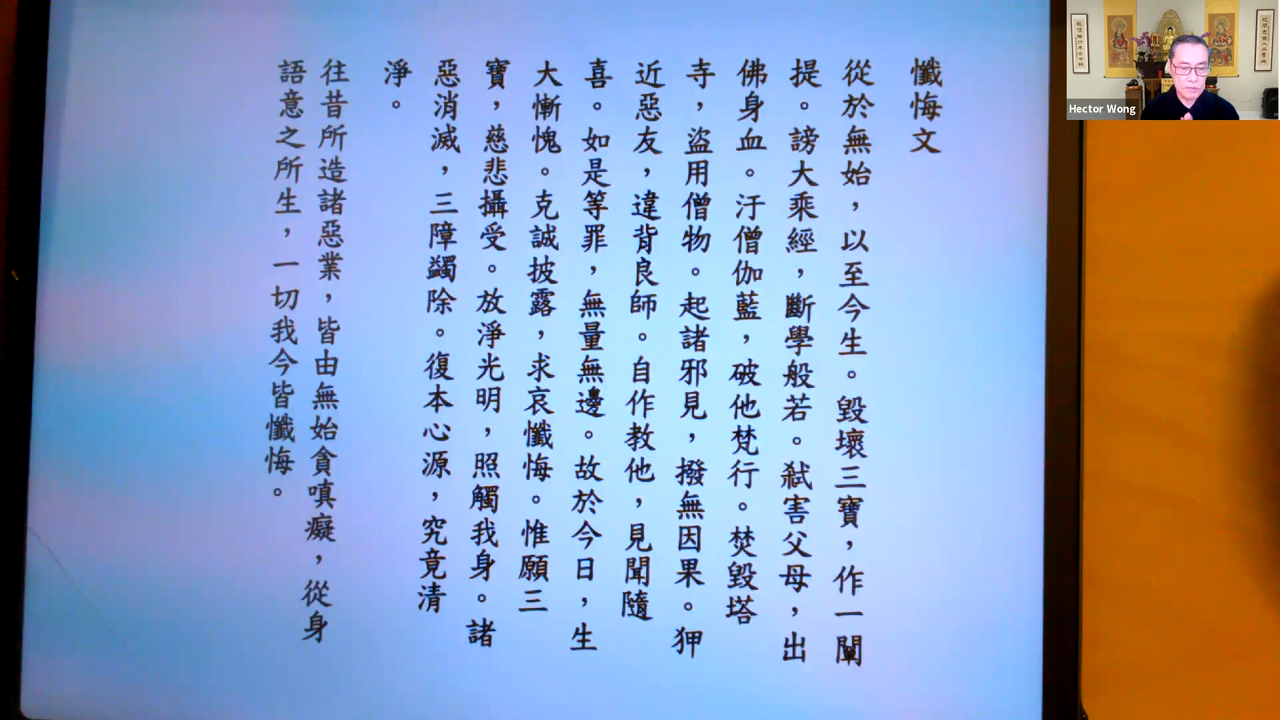 懺悔文
從於無始，以至今生。毀壞三寶，作一闡
提。謗大乘經，斷學般若。弒害父母，出
佛身血。汙僧伽藍，破他梵行。焚毀塔
寺，盜用僧物。起諸邪見，撥無因果。狎
近惡友，違背良師。自作教他，見聞隨
喜。如是等罪，無量無邊。故於今日，生
大慚愧。克誠披露，求哀懺悔。惟願三
寶，慈悲攝受。放淨光明，照觸我身。諸
惡消滅，三障蠲除。復本心源，究竟清
淨。
往昔所造諸惡業，皆由無始貪嗔癡，從身
語意之所生，一切我今皆懺悔。
Hector Wong